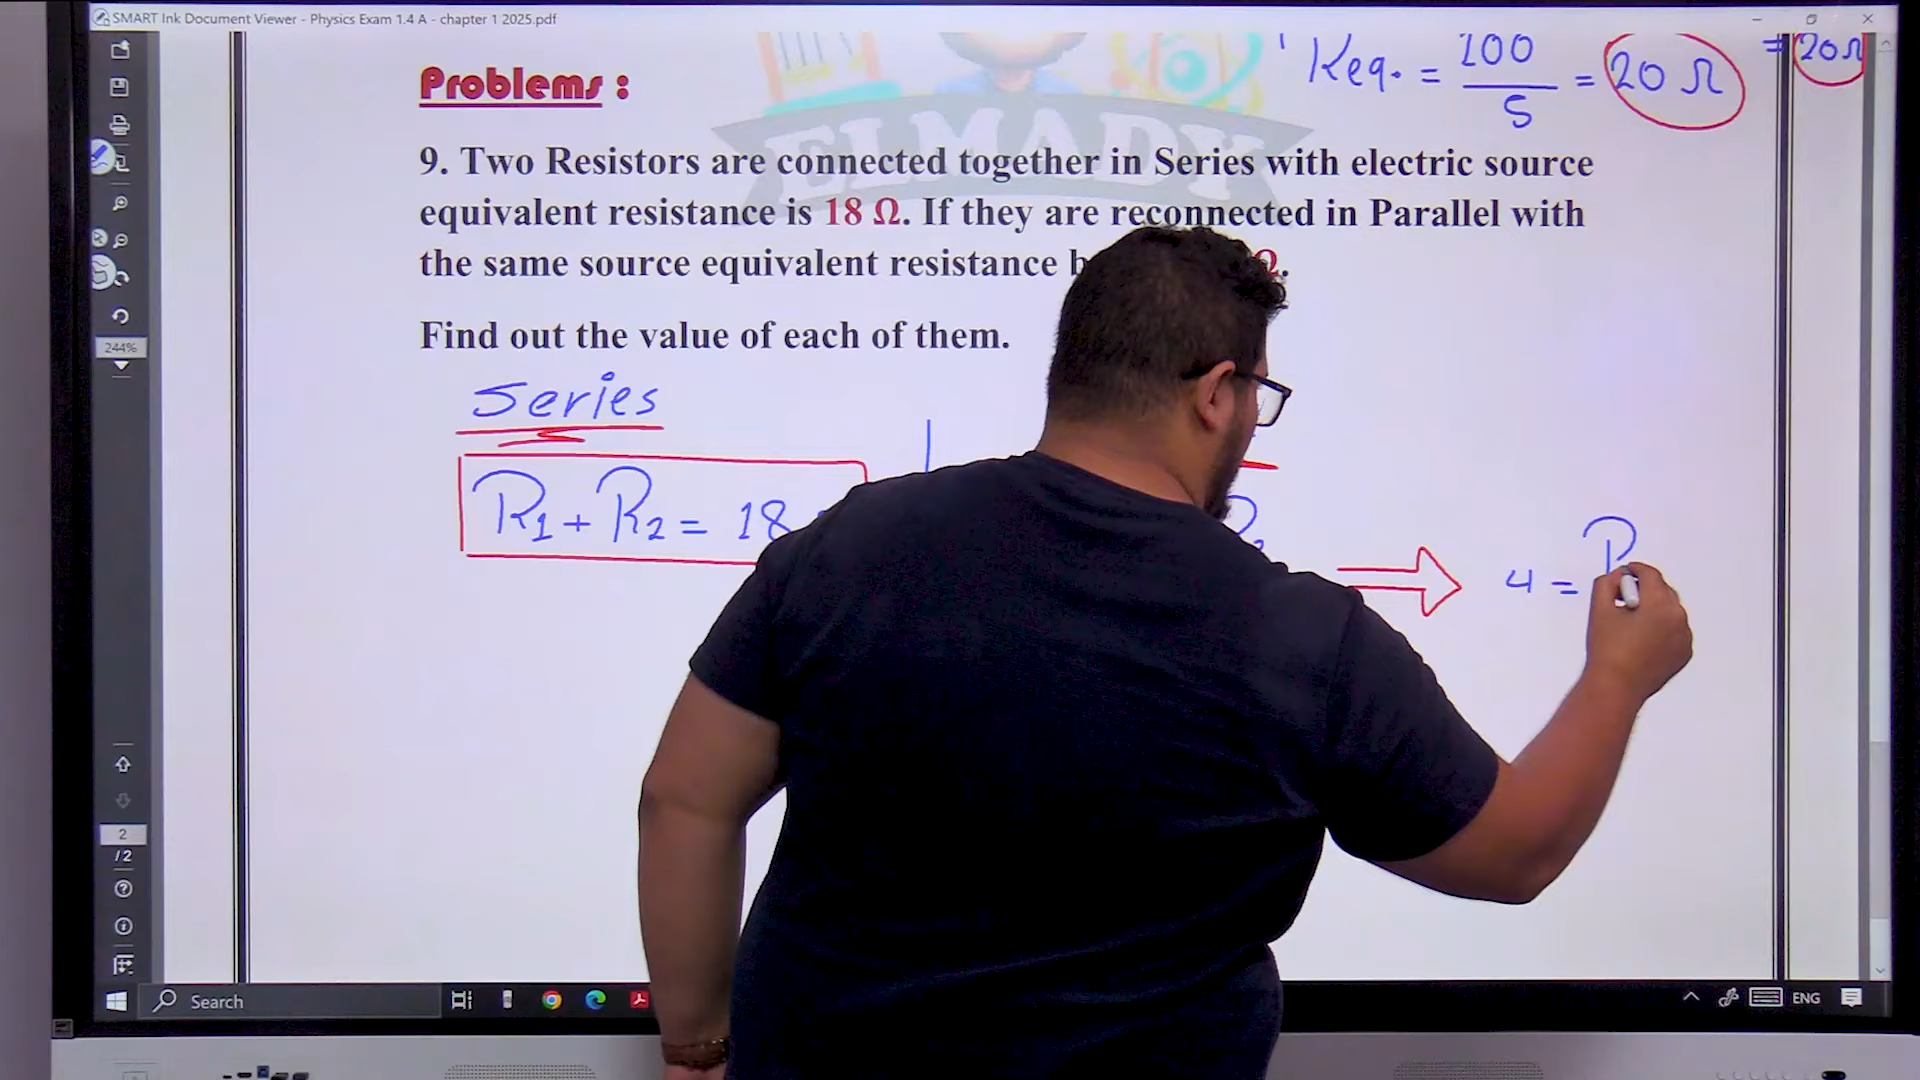 SMART Ink Document Viewer - Physics Exam 1.4 A - chapter 1 2025.pdf
Req. = 100 / 5 = 20 Ω
= 20 Ω
Problems :
ELMADY
9. Two Resistors are connected together in Series with electric source
equivalent resistance is 18 Ω. If they are reconnected in Parallel with
the same source equivalent resistance Ω.
Find out the value of each of them.
Series
R1 + R2 = 18
4 =
244%
2
/ 2
Search
ENG